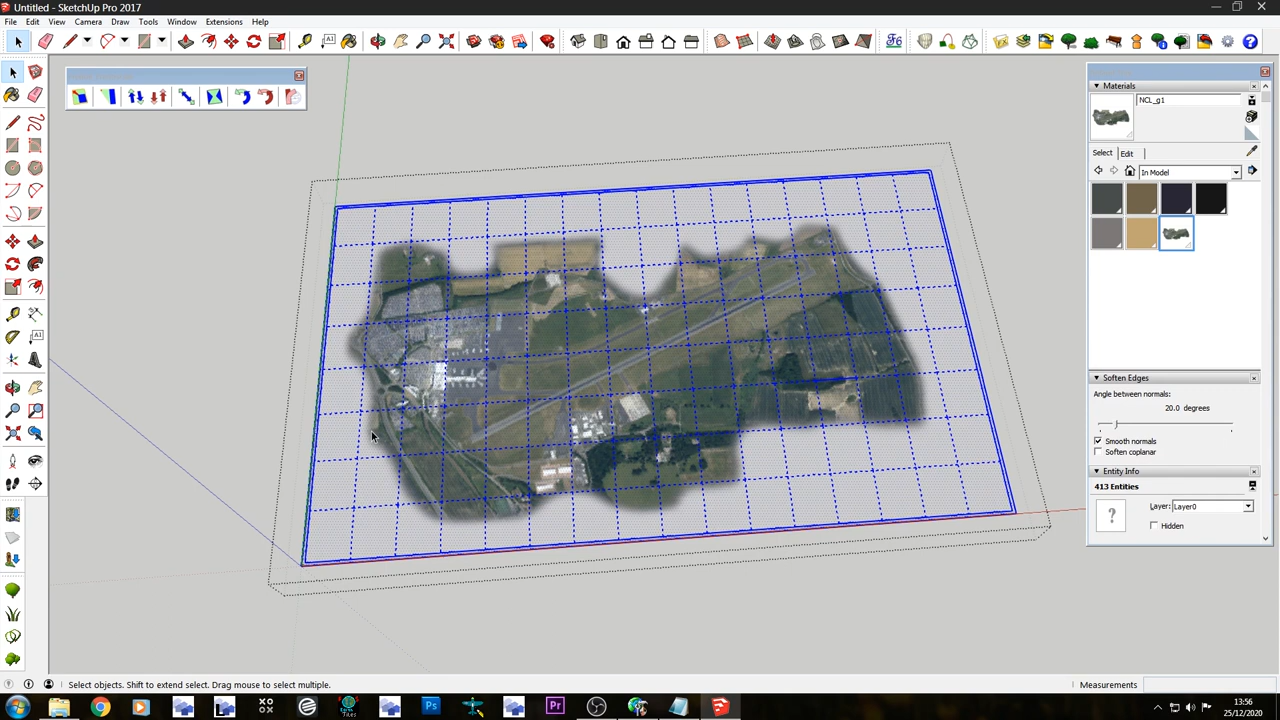 Untitled - SketchUp Pro 2017
File Edit View Camera Draw Tools Window Extensions Help
Materials
NCL_g1
Select Edit
In Model
Soften Edges
Angle between normals:
20.0 degrees
Smooth normals
Soften coplanar
Entity Info
413 Entities
Layer: Layer0
Hidden
Select objects. Shift to extend select. Drag mouse to select multiple.
Measurements
13:56
25/12/2020